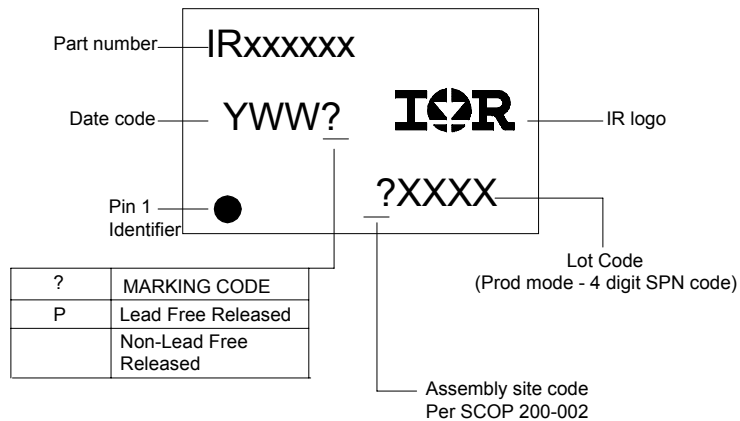 Part number
IRxxxxxx
Date code
YWW?
IOR
IR logo
?XXXX
Pin 1
Identifier
Lot Code
(Prod mode - 4 digit SPN code)
? MARKING CODE
P Lead Free Released
Non-Lead Free
Released
Assembly site code
Per SCOP 200-002